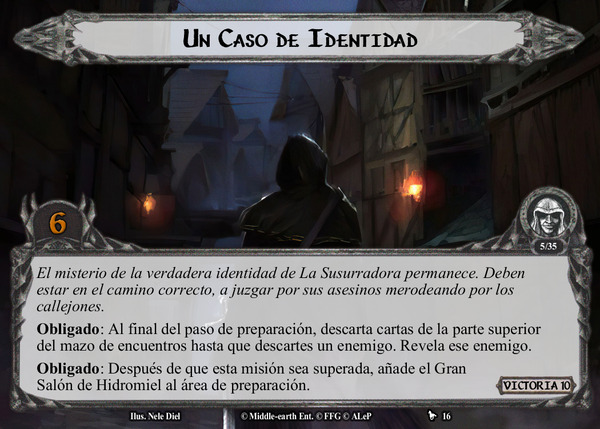 Un Caso de Identidad
6
5/35
El misterio de la verdadera identidad de La Susurradora permanece. Deben
estar en el camino correcto, a juzgar por sus asesinos merodeando por los
callejones.
Obligado: Al final del paso de preparación, descarta cartas de la parte superior
del mazo de encuentros hasta que descartes un enemigo. Revela ese enemigo.
Obligado: Después de que esta misión sea superada, añade el Gran
Salón de Hidromiel al área de preparación.
VICTORIA 10
Ilus. Nele Diel © Middle-earth Ent. © FFG © ALeP 16